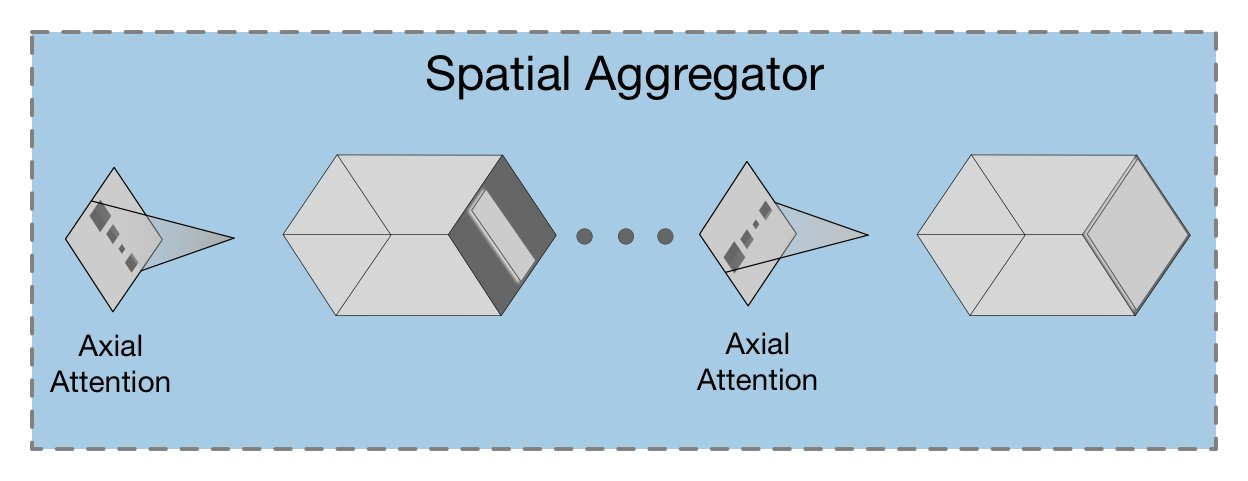 Spatial Aggregator
Axial
Attention
Axial
Attention